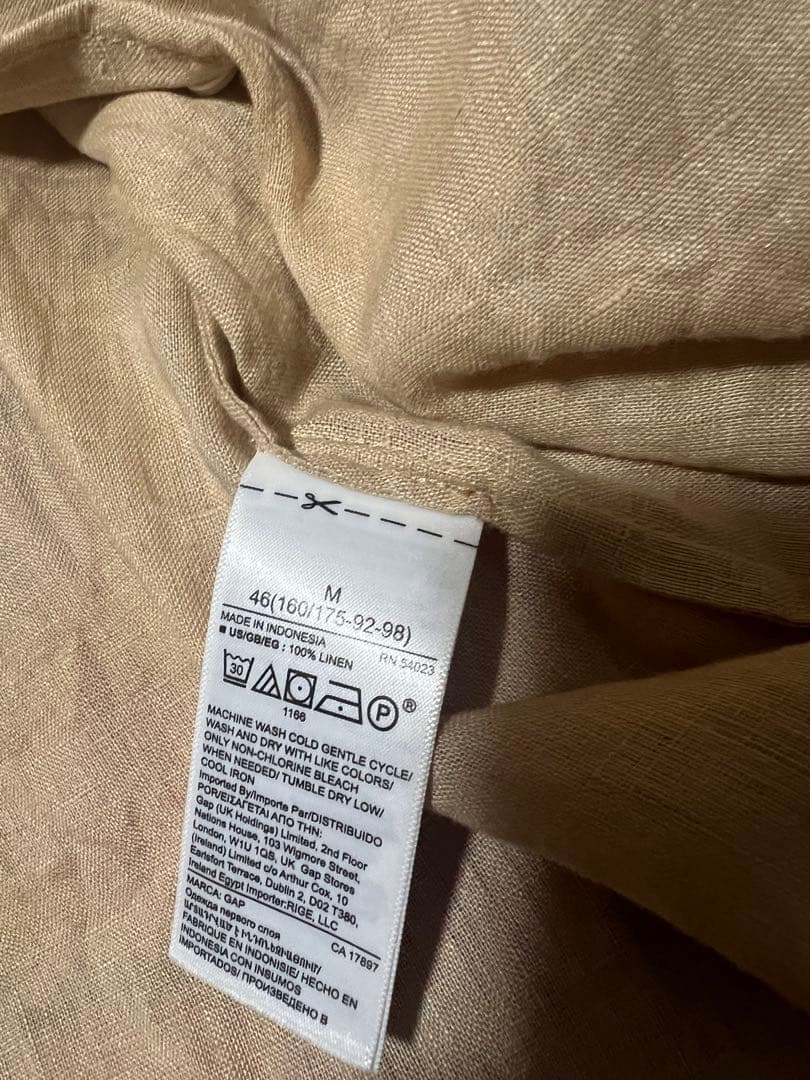 M
46(160/175-92-98)
MADE IN INDONESIA RN 54023
■ US/GB/EG : 100% LINEN
30 P ®
1166
MACHINE WASH COLD GENTLE CYCLE/
WASH AND DRY WITH LIKE COLORS/
ONLY NON-CHLORINE BLEACH
WHEN NEEDED/ TUMBLE DRY LOW/
COOL IRON
Imported By/Importe Par/DISTRIBUIDO
POR/ΕΙΣΑΓΕΤΑΙ ΑΠΟ ΤΗΝ:
Gap (UK Holdings) Limited, 2nd Floor
Nations House, 103 Wigmore Street,
London, W1U 1QS, UK. Gap Stores
(Ireland) Limited c/o Arthur Cox, 10
Earlsfort Terrace, Dublin 2, D02 T380,
Ireland Egypt Importer:RIGE, LLC
MARCA: GAP CA 17897
Одежда первого слоя
ԱՐՏԱԴՐՎԱԾ Է ԻՆԴՈՆԵԶԻԱՅՈՒՄ/
FABRIQUE EN INDONISIE/ HECHO EN
INDONESIA CON INSUMOS
IMPORTADOS/ ПРОИЗВЕДЕНО В